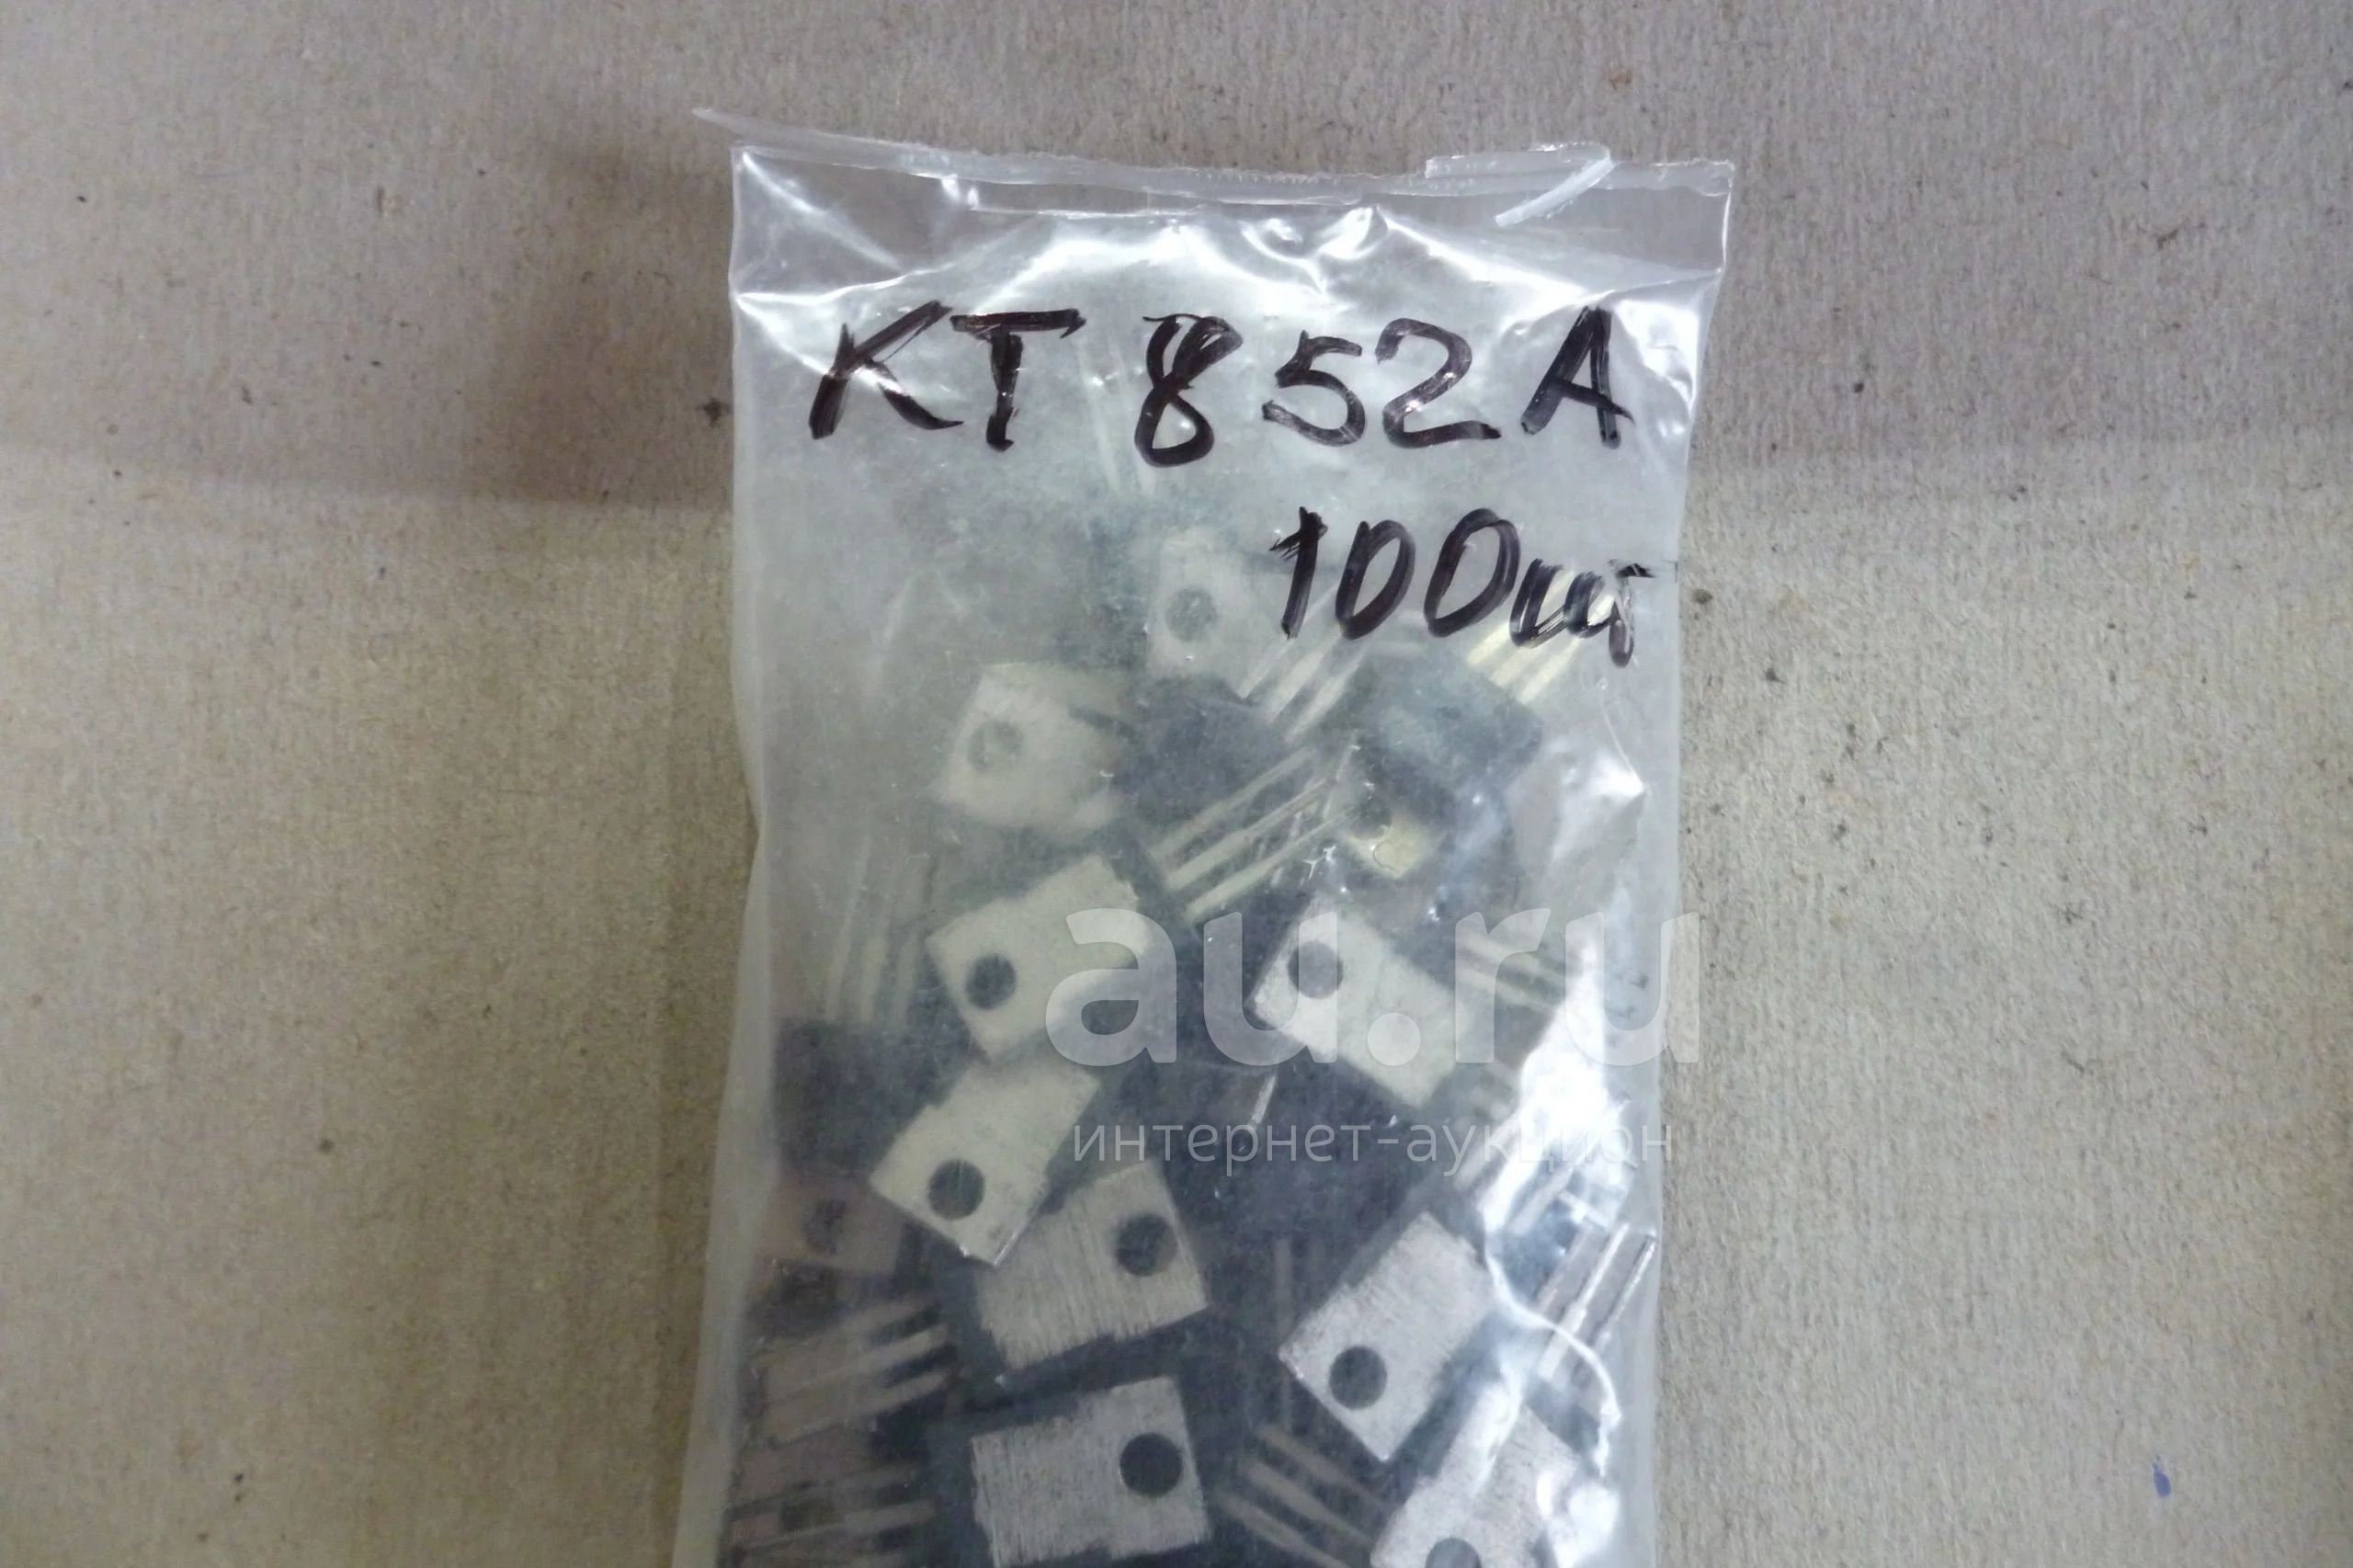 КТ852А
100шт
au.ru
интернет-аукцион